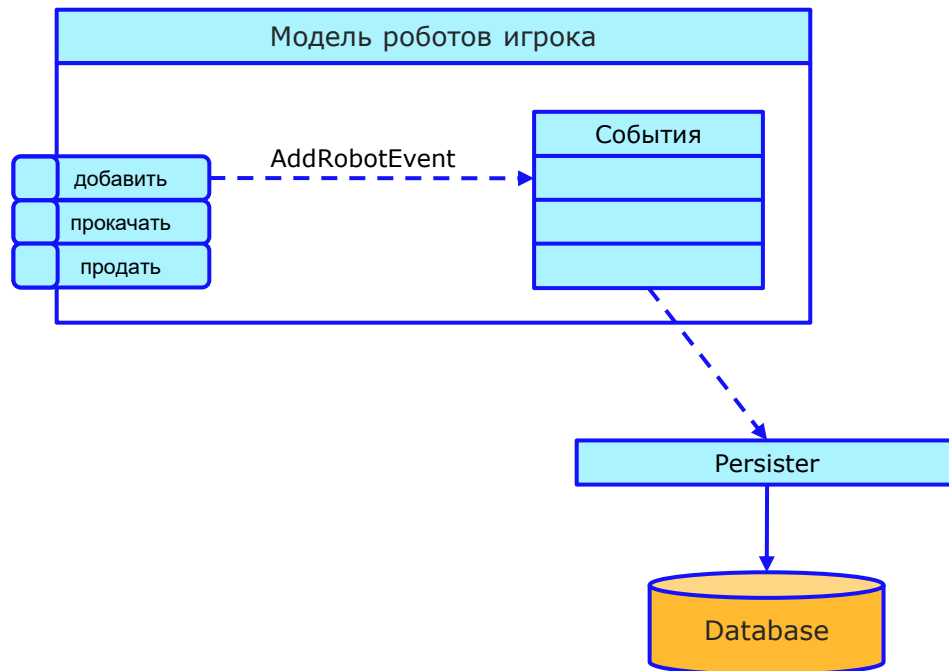 Модель роботов игрока
События
AddRobotEvent
добавить
прокачать
продать
Persister
Database